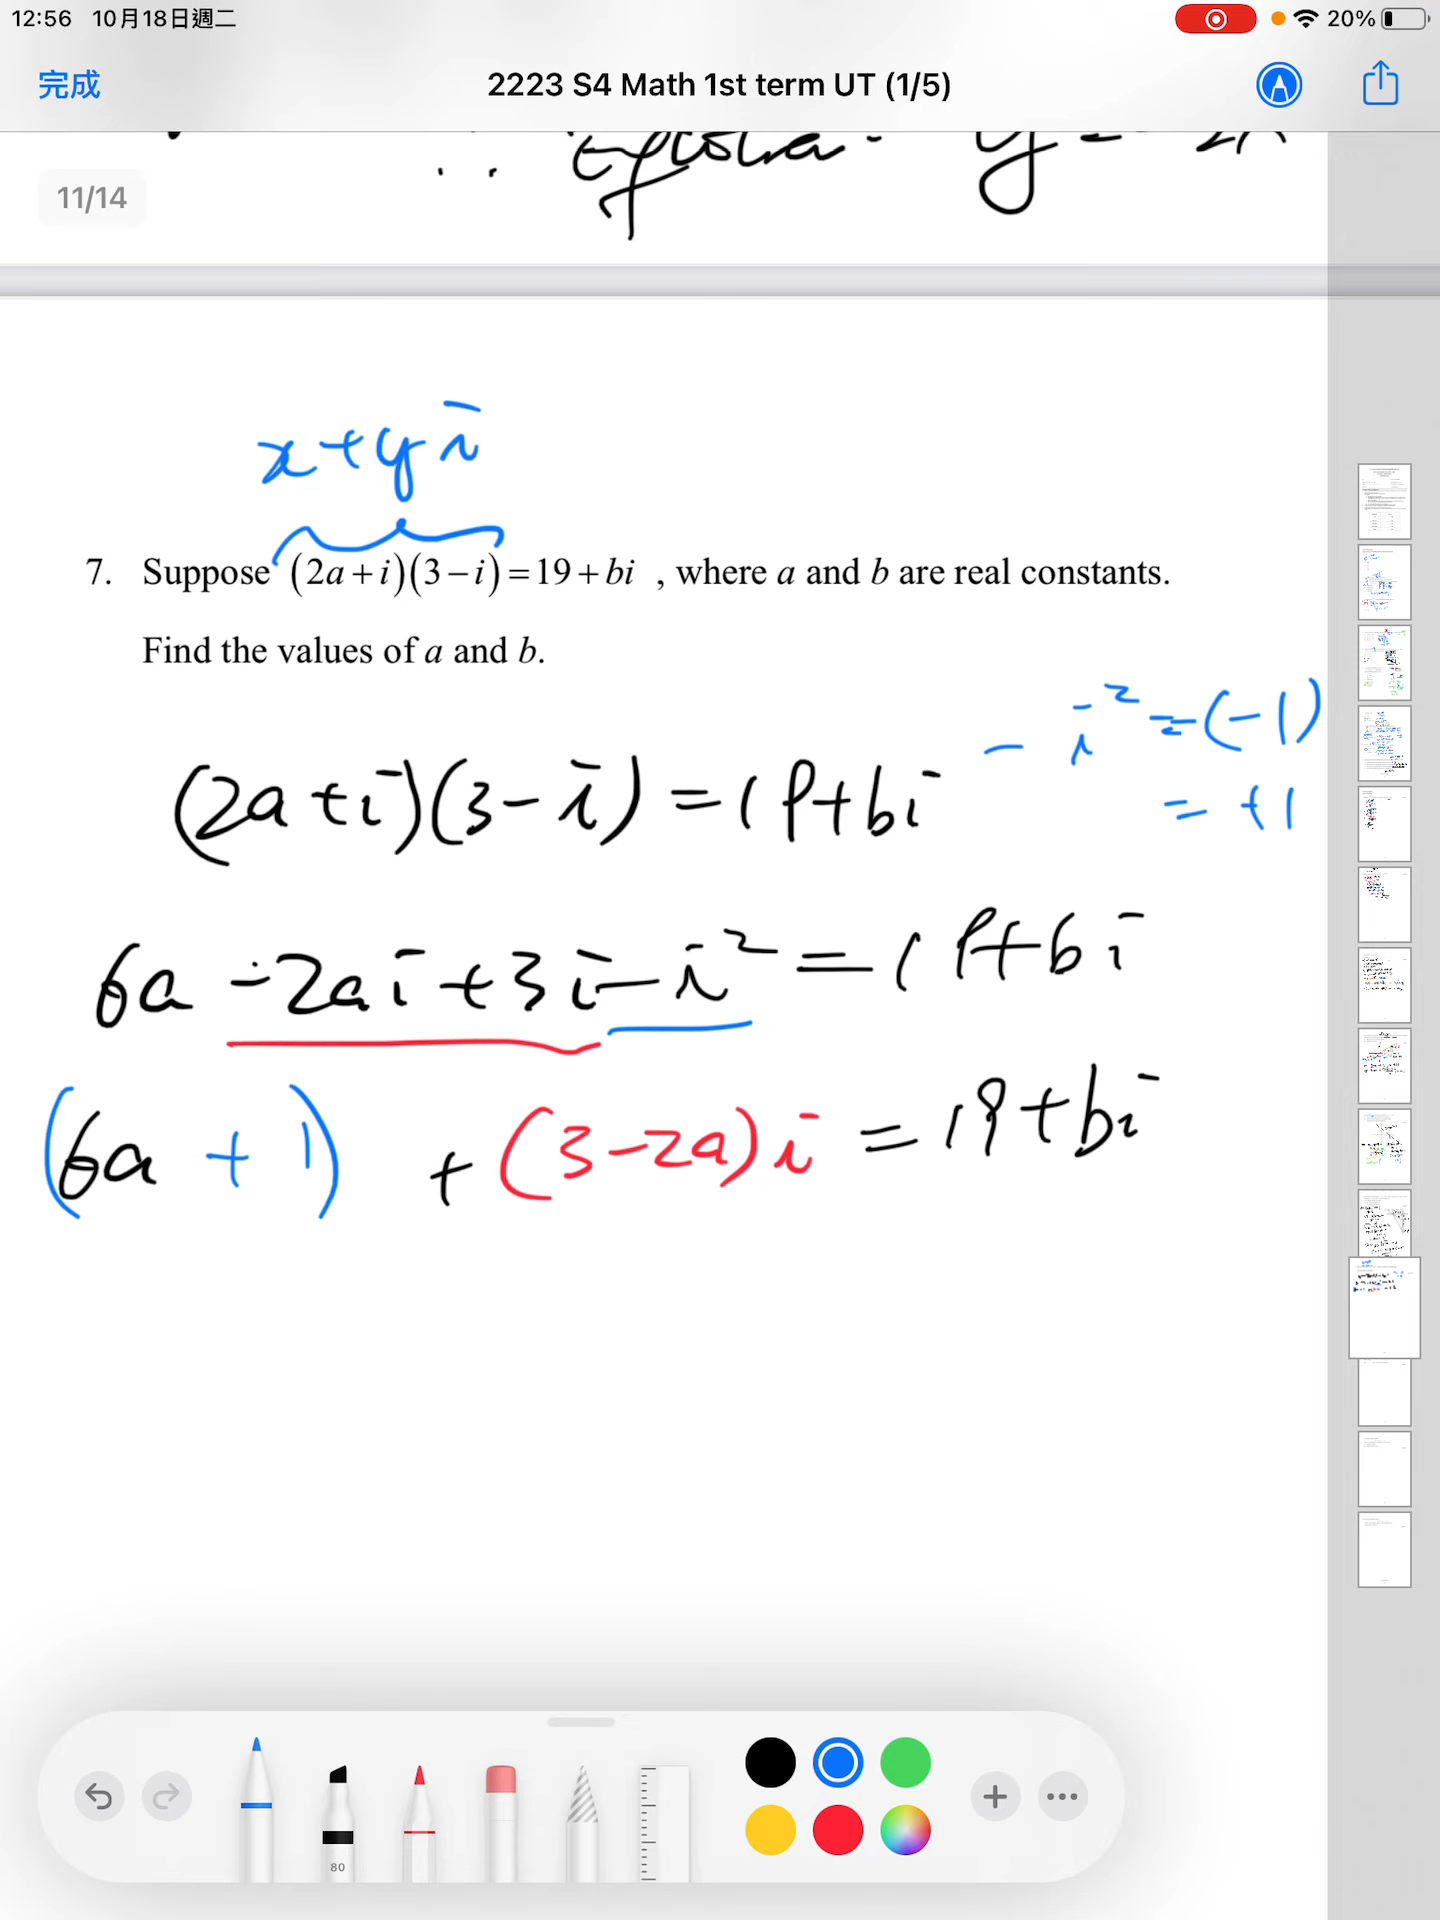 12:56 10月18日週二 20%
完成 2223 S4 Math 1st term UT (1/5)
11/14
x+yi
7. Suppose (2a+i)(3−i)=19+bi , where a and b are real constants.
Find the values of a and b.
− i²=(−1)
= +1
(2a+i)(3−i)=19+bi
6a −2ai+3i−i²=19+bi
(6a + 1) + (3−2a)i =19+bi
80